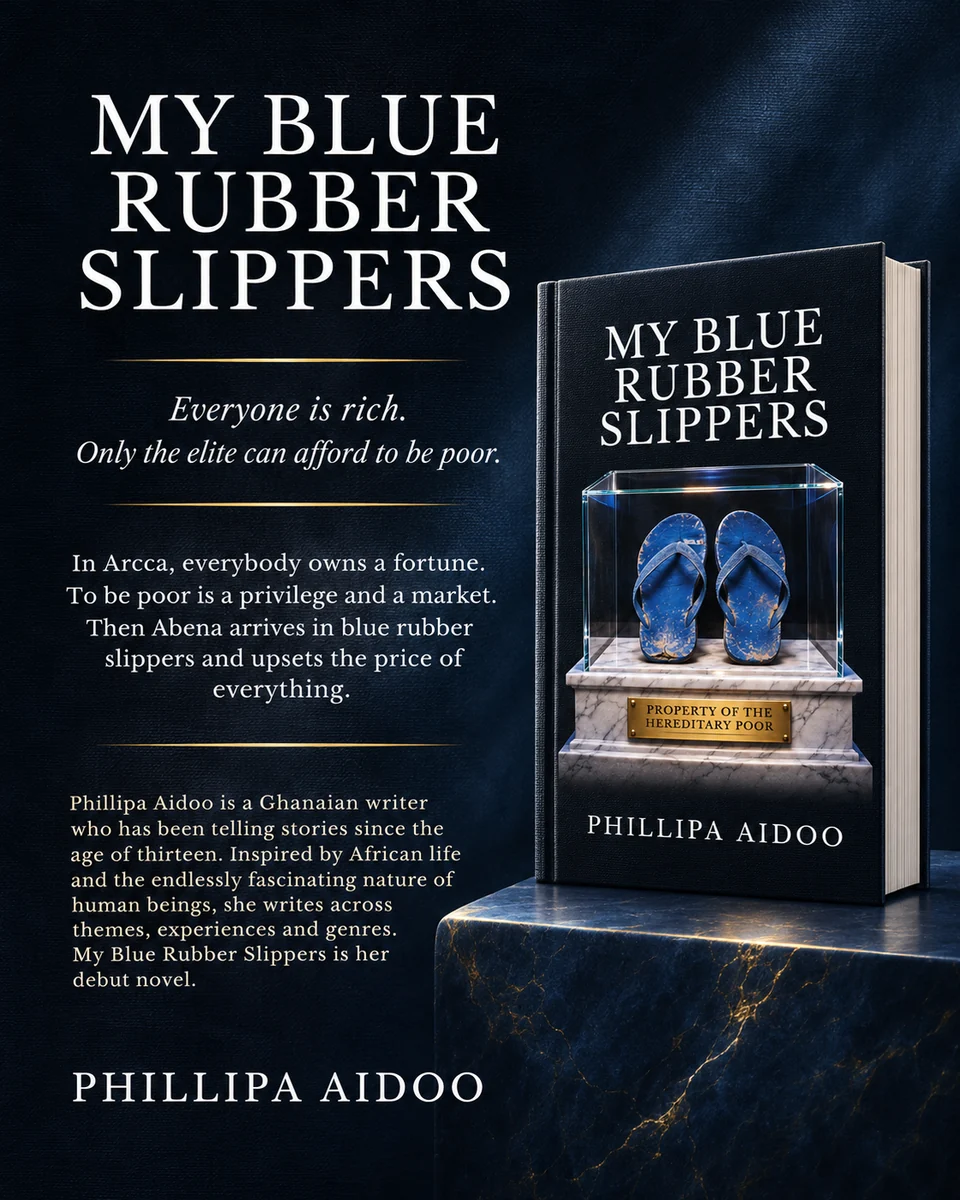 MY BLUE
RUBBER
SLIPPERS
Everyone is rich.
Only the elite can afford to be poor.
In Arcca, everybody owns a fortune.
To be poor is a privilege and a market.
Then Abena arrives in blue rubber
slippers and upsets the price of
everything.
Phillipa Aidoo is a Ghanaian writer
who has been telling stories since the
age of thirteen. Inspired by African life
and the endlessly fascinating nature of
human beings, she writes across
themes, experiences and genres.
My Blue Rubber Slippers is her
debut novel.
PHILLIPA AIDOO
MY BLUE
RUBBER
SLIPPERS
PROPERTY OF THE
HEREDITARY POOR
PHILLIPA AIDOO